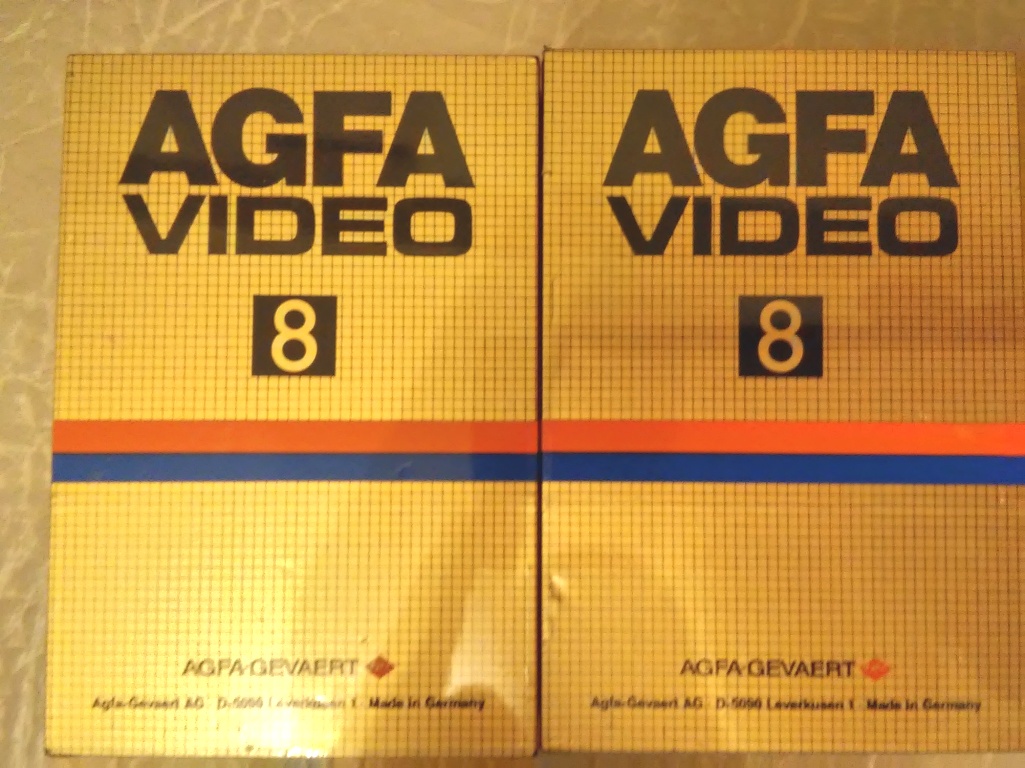 AGFA
VIDEO
8
AGFA-GEVAERT
Agfa-Gevaert AG D-5090 Leverkusen 1 Made in Germany
AGFA
VIDEO
8
AGFA-GEVAERT
Agfa-Gevaert AG D-5090 Leverkusen 1 Made in Germany